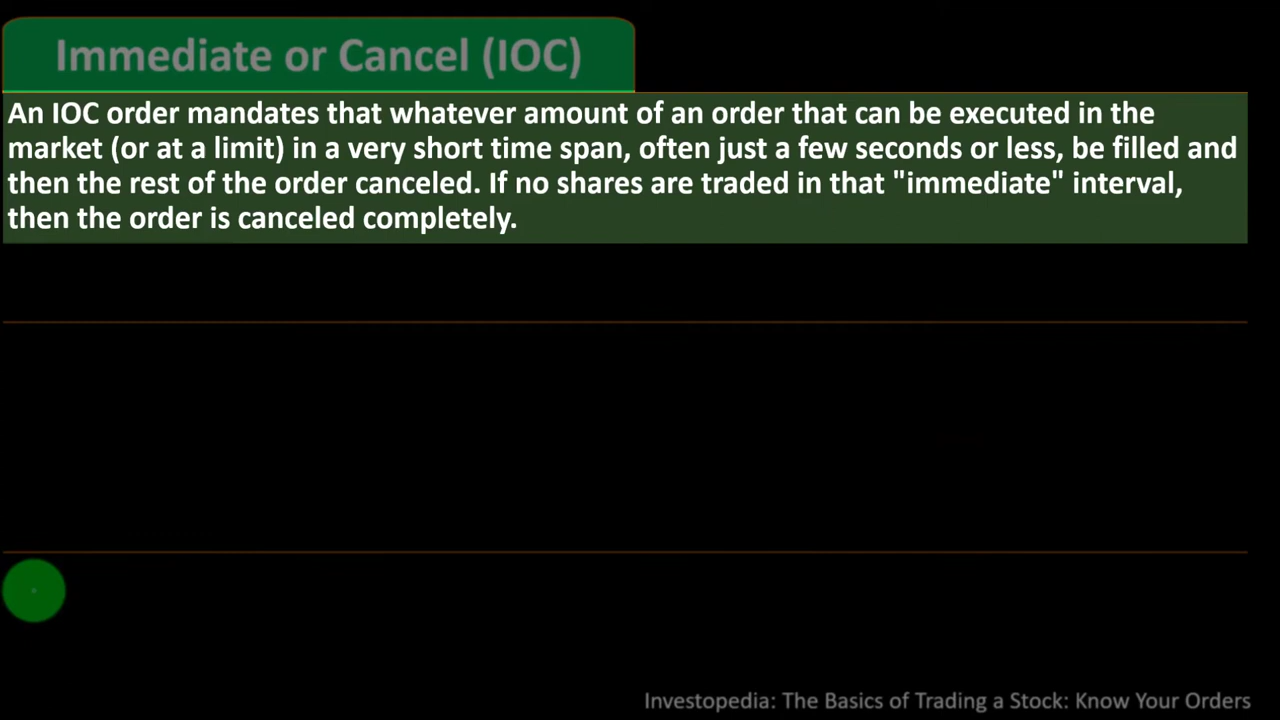 Immediate or Cancel (IOC)
An IOC order mandates that whatever amount of an order that can be executed in the
market (or at a limit) in a very short time span, often just a few seconds or less, be filled and
then the rest of the order canceled. If no shares are traded in that "immediate" interval,
then the order is canceled completely.
Investopedia: The Basics of Trading a Stock: Know Your Orders